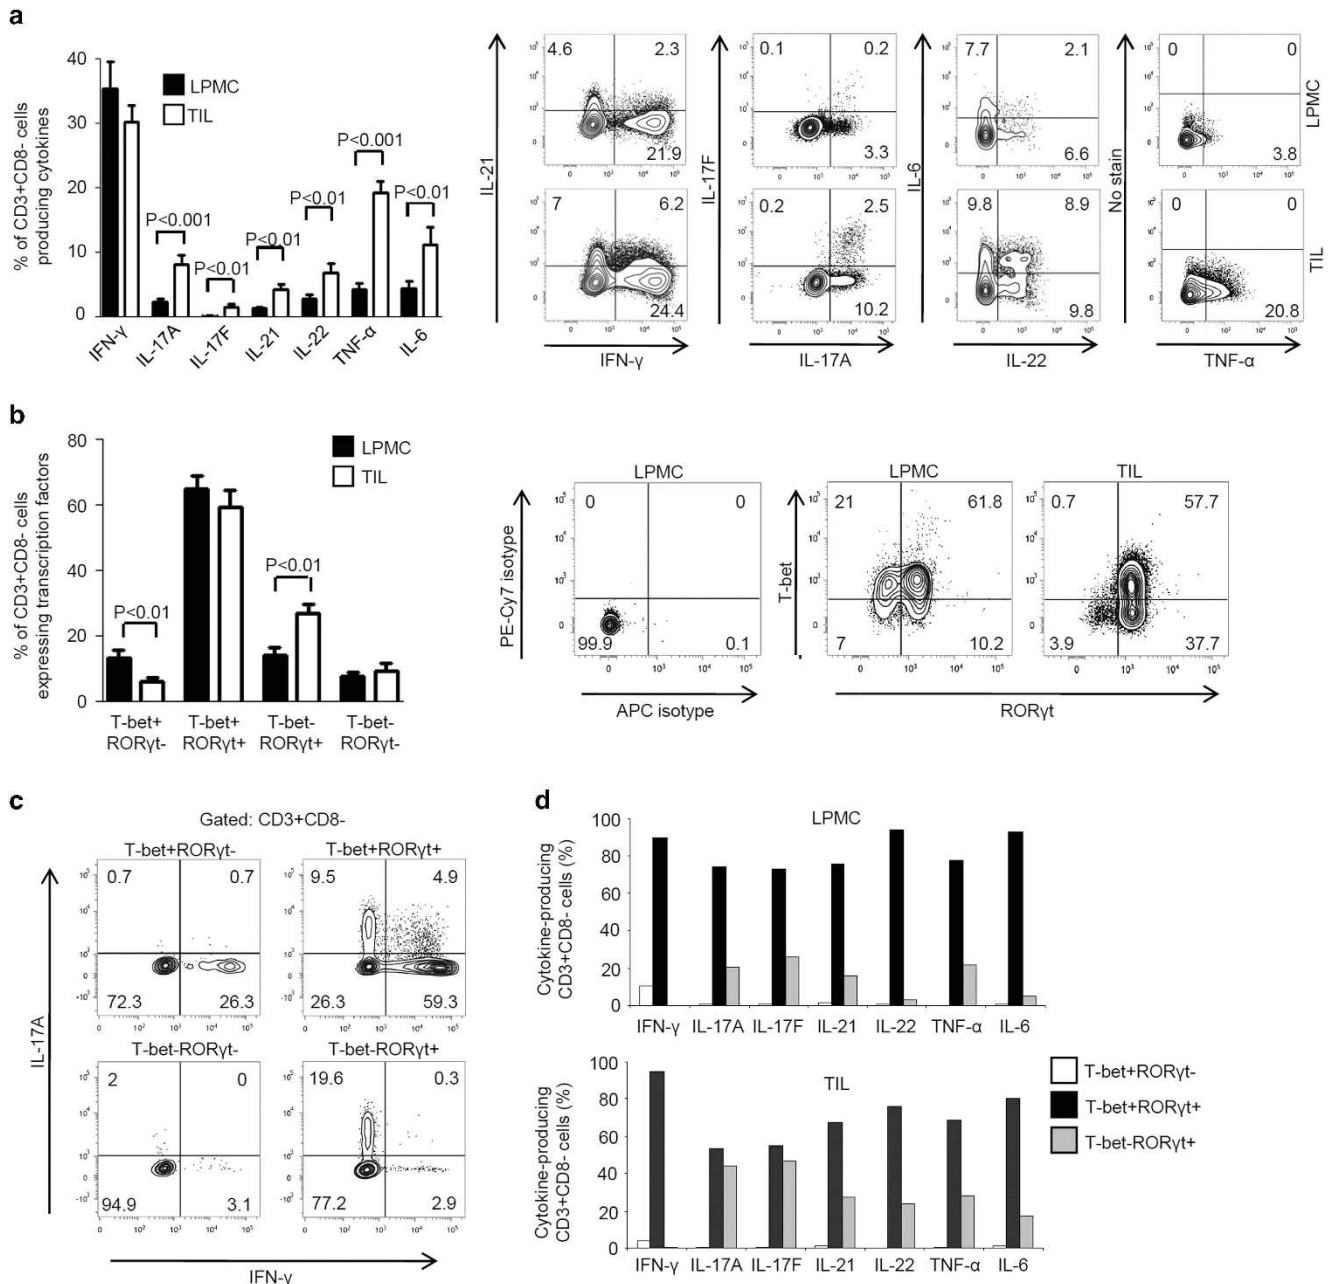 a
% of CD3+CD8- cells
producing cytokines
40
30
20
10
0
LPMC
TIL
P<0.001
P<0.01
P<0.01
P<0.01
P<0.001
P<0.01
IFN-γ
IL-17A
IL-17F
IL-21
IL-22
TNF-α
IL-6
IL-21
4.6 2.3
21.9
7 6.2
24.4
IFN-γ
IL-17F
0.1 0.2
3.3
0.2 2.5
10.2
IL-17A
IL-6
7.7 2.1
6.6
9.8 8.9
9.8
IL-22
No stain
0 0
3.8
0 0
20.8
TNF-α
LPMC
TIL
b
% of CD3+CD8- cells
expressing transcription factors
80
60
40
20
0
LPMC
TIL
P<0.01
P<0.01
T-bet+
RORγt-
T-bet+
RORγt+
T-bet-
RORγt+
T-bet-
RORγt-
LPMC
PE-Cy7 isotype
0 0
99.9 0.1
APC isotype
LPMC
T-bet
21 61.8
7 10.2
TIL
0.7 57.7
3.9 37.7
RORγt
c
Gated: CD3+CD8-
T-bet+RORγt-
0.7 0.7
72.3 26.3
T-bet+RORγt+
9.5 4.9
26.3 59.3
T-bet-RORγt-
2 0
94.9 3.1
T-bet-RORγt+
19.6 0.3
77.2 2.9
IL-17A
IFN-γ
d
LPMC
Cytokine-producing
CD3+CD8- cells (%)
100
80
60
40
20
0
IFN-γ IL-17A IL-17F IL-21 IL-22 TNF-α IL-6
TIL
Cytokine-producing
CD3+CD8- cells (%)
100
80
60
40
20
0
IFN-γ IL-17A IL-17F IL-21 IL-22 TNF-α IL-6
T-bet+RORγt-
T-bet+RORγt+
T-bet-RORγt+